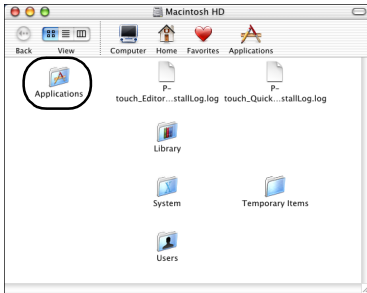 Macintosh HD
Back View Computer Home Favorites Applications
Applications
P-
touch_Editor...stallLog.log
P-
touch_Quick...stallLog.log
Library
System
Temporary Items
Users